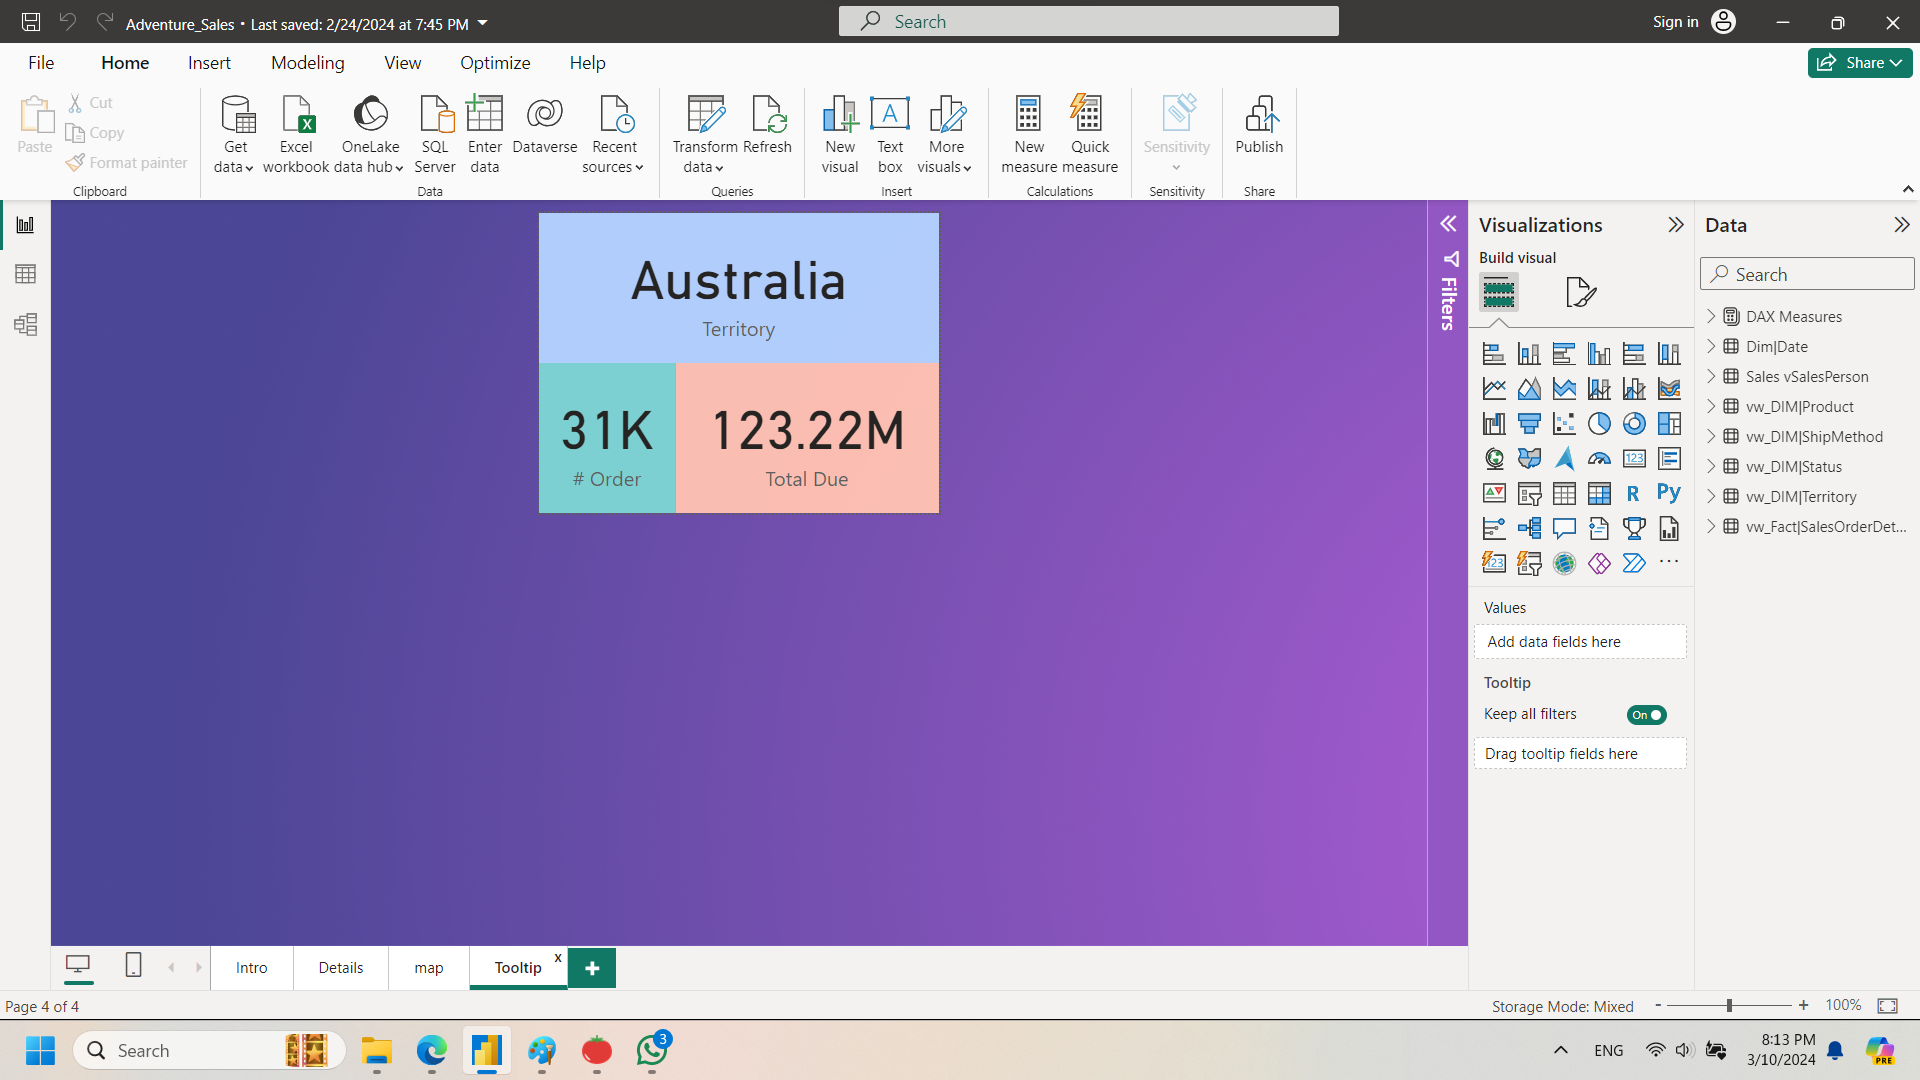 Adventure_Sales • Last saved: 2/24/2024 at 7:45 PM
Search
Sign in
File Home Insert Modeling View Optimize Help
Share
Paste
Cut
Copy
Format painter
Clipboard
Get data
Excel workbook
OneLake data hub
SQL Server
Enter data
Dataverse
Recent sources
Data
Transform data
Refresh
Queries
New visual
Text box
More visuals
Insert
New measure
Quick measure
Calculations
Sensitivity
Sensitivity
Publish
Share
Australia
Territory
31K
# Order
123.22M
Total Due
Filters
Visualizations
Build visual
123
R
Py
123
Values
Add data fields here
Tooltip
Keep all filters
On
Drag tooltip fields here
Data
Search
DAX Measures
Dim|Date
Sales vSalesPerson
vw_DIM|Product
vw_DIM|ShipMethod
vw_DIM|Status
vw_DIM|Territory
vw_Fact|SalesOrderDet...
Intro
Details
map
Tooltip
x
+
Page 4 of 4
Storage Mode: Mixed
- + 100%
Search
3
ENG
8:13 PM
3/10/2024
PRE